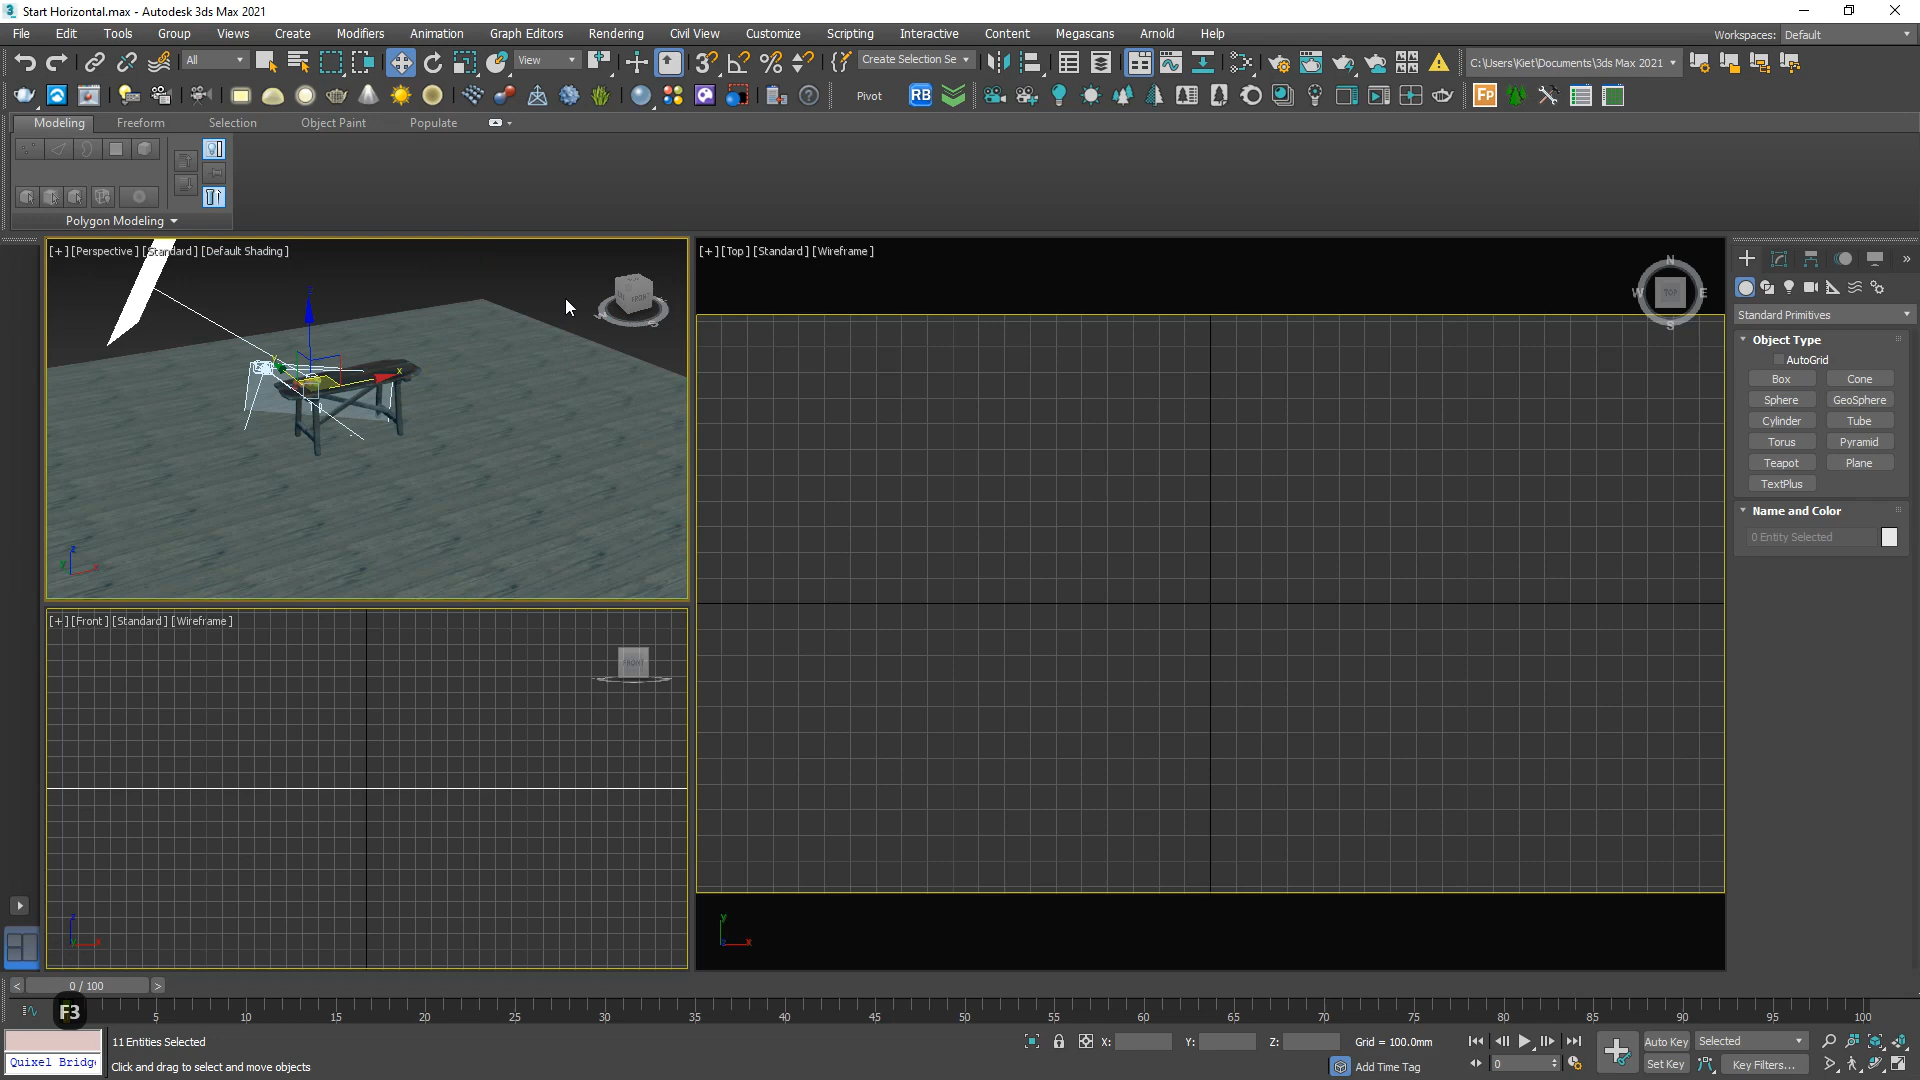 Start Horizontal.max - Autodesk 3ds Max 2021
File Edit Tools Group Views Create Modifiers Animation Graph Editors Rendering Civil View Customize Scripting Interactive Content Megascans Arnold Help
Workspaces: Default
All View Create Selection Se C:\Users\Kiet\Documents\3ds Max 2021
Pivot RB Fp
Modeling Freeform Selection Object Paint Populate
Polygon Modeling
[+] [Perspective] [Standard] [Default Shading]
[+] [Top] [Standard] [Wireframe]
N
W TOP E
S
FRONT
z
x
y
Standard Primitives
Object Type
AutoGrid
Box Cone
Sphere GeoSphere
Cylinder Tube
Torus Pyramid
Teapot Plane
TextPlus
Name and Color
0 Entity Selected
[+] [Front] [Standard] [Wireframe]
FRONT
0 / 100
F3
5 10 15 20 25 30 35 40 45 50 55 60 65 70 75 80 85 90 95 100
11 Entities Selected
X: Y: Z: Grid = 100.0mm
Auto Key Selected
Quixel Bridg
Click and drag to select and move objects
Add Time Tag
0
Set Key Key Filters...